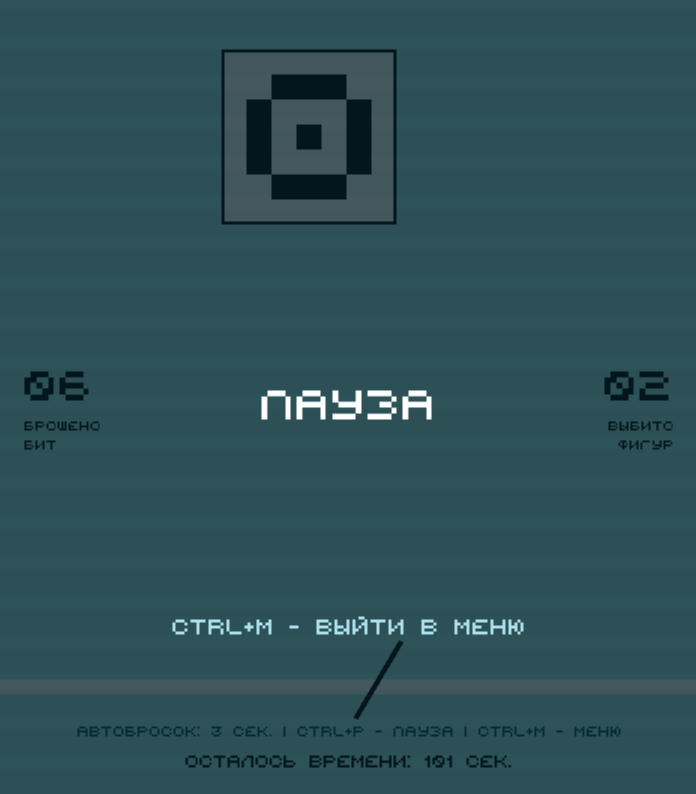 06
БРОШЕНО
БИТ
ПАУЗА
02
ВЫБИТО
ФИГУР
CTRL+M - ВЫЙТИ В МЕНЮ
АВТОБРОСОК: 3 СЕК. | CTRL+P - ПАУЗА | CTRL+M - МЕНЮ
ОСТАЛОСЬ ВРЕМЕНИ: 101 СЕК.